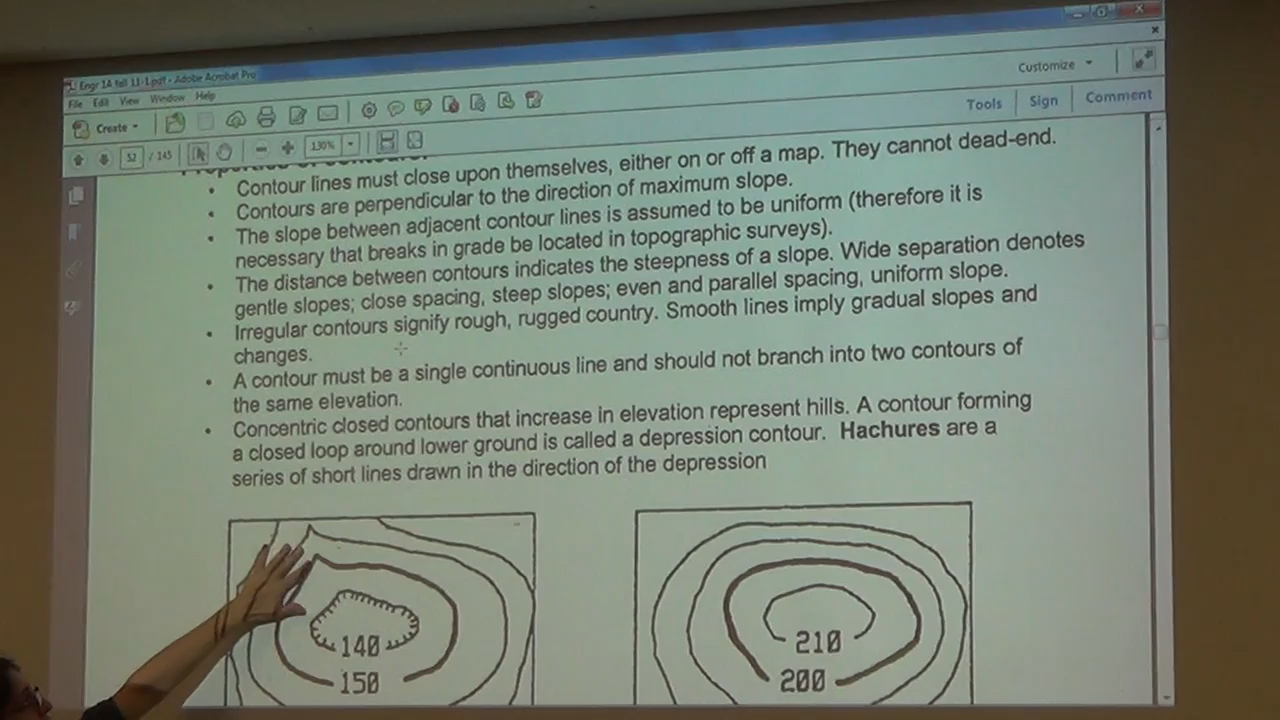 Engr 1A fall 11-1.pdf - Adobe Acrobat Pro
File Edit View Window Help
Customize
Create
Tools Sign Comment
52 / 145 130%
Contour lines must close upon themselves, either on or off a map. They cannot dead-end.
Contours are perpendicular to the direction of maximum slope.
The slope between adjacent contour lines is assumed to be uniform (therefore it is
necessary that breaks in grade be located in topographic surveys).
The distance between contours indicates the steepness of a slope. Wide separation denotes
gentle slopes; close spacing, steep slopes; even and parallel spacing, uniform slope.
Irregular contours signify rough, rugged country. Smooth lines imply gradual slopes and
changes.
A contour must be a single continuous line and should not branch into two contours of
the same elevation.
Concentric closed contours that increase in elevation represent hills. A contour forming
a closed loop around lower ground is called a depression contour. Hachures are a
series of short lines drawn in the direction of the depression
140
150
210
200